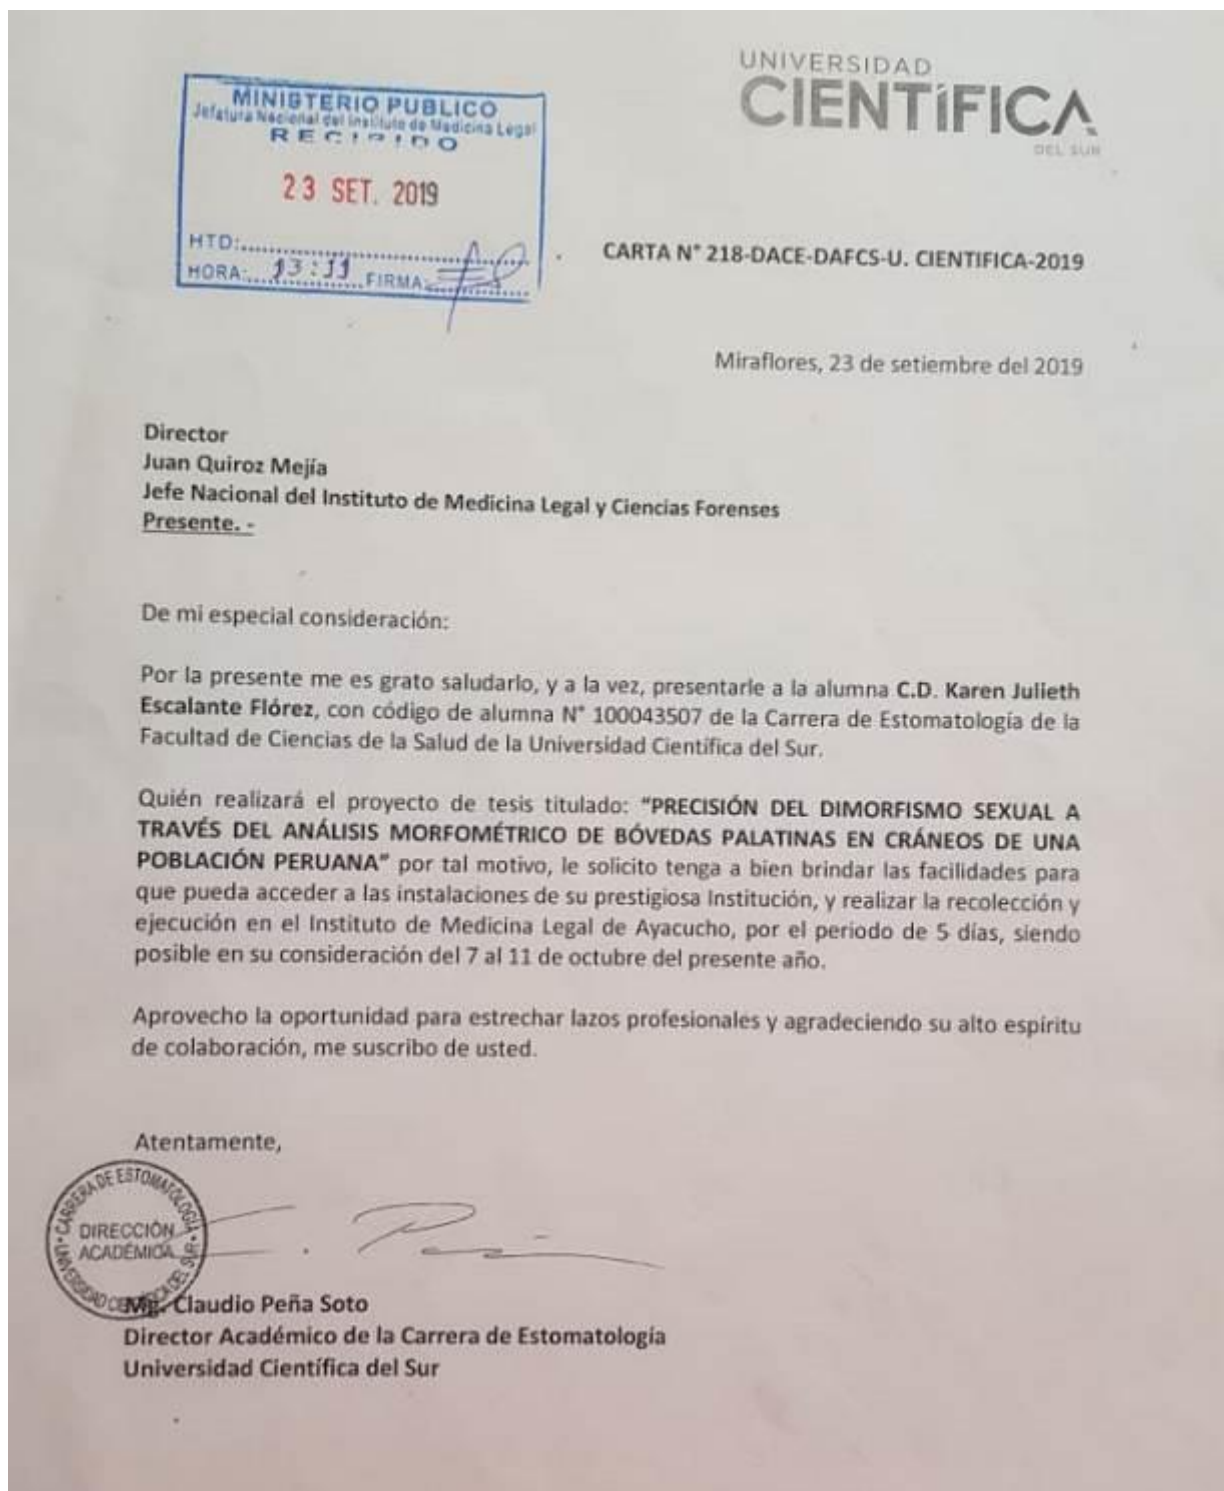 UNIVERSIDAD
CIENTÍFICA
DEL SUR
MINISTERIO PUBLICO
Jefatura Nacional del Instituto de Medicina Legal
RECIBIDO
23 SET. 2019
HTD:
HORA: 13:11 FIRMA:
CARTA N° 218-DACE-DAFCS-U. CIENTIFICA-2019
Miraflores, 23 de setiembre del 2019
Director
Juan Quiroz Mejía
Jefe Nacional del Instituto de Medicina Legal y Ciencias Forenses
Presente. -
De mi especial consideración:
Por la presente me es grato saludarlo, y a la vez, presentarle a la alumna C.D. Karen Julieth
Escalante Flórez, con código de alumna N° 100043507 de la Carrera de Estomatología de la
Facultad de Ciencias de la Salud de la Universidad Científica del Sur.
Quién realizará el proyecto de tesis titulado: "PRECISIÓN DEL DIMORFISMO SEXUAL A
TRAVÉS DEL ANÁLISIS MORFOMÉTRICO DE BÓVEDAS PALATINAS EN CRÁNEOS DE UNA
POBLACIÓN PERUANA" por tal motivo, le solicito tenga a bien brindar las facilidades para
que pueda acceder a las instalaciones de su prestigiosa Institución, y realizar la recolección y
ejecución en el Instituto de Medicina Legal de Ayacucho, por el periodo de 5 días, siendo
posible en su consideración del 7 al 11 de octubre del presente año.
Aprovecho la oportunidad para estrechar lazos profesionales y agradeciendo su alto espíritu
de colaboración, me suscribo de usted.
Atentamente,
CARRERA DE ESTOMATOLOGÍA
DIRECCIÓN
ACADÉMICA
UNIVERSIDAD CIENTÍFICA DEL SUR
Mg. Claudio Peña Soto
Director Académico de la Carrera de Estomatología
Universidad Científica del Sur